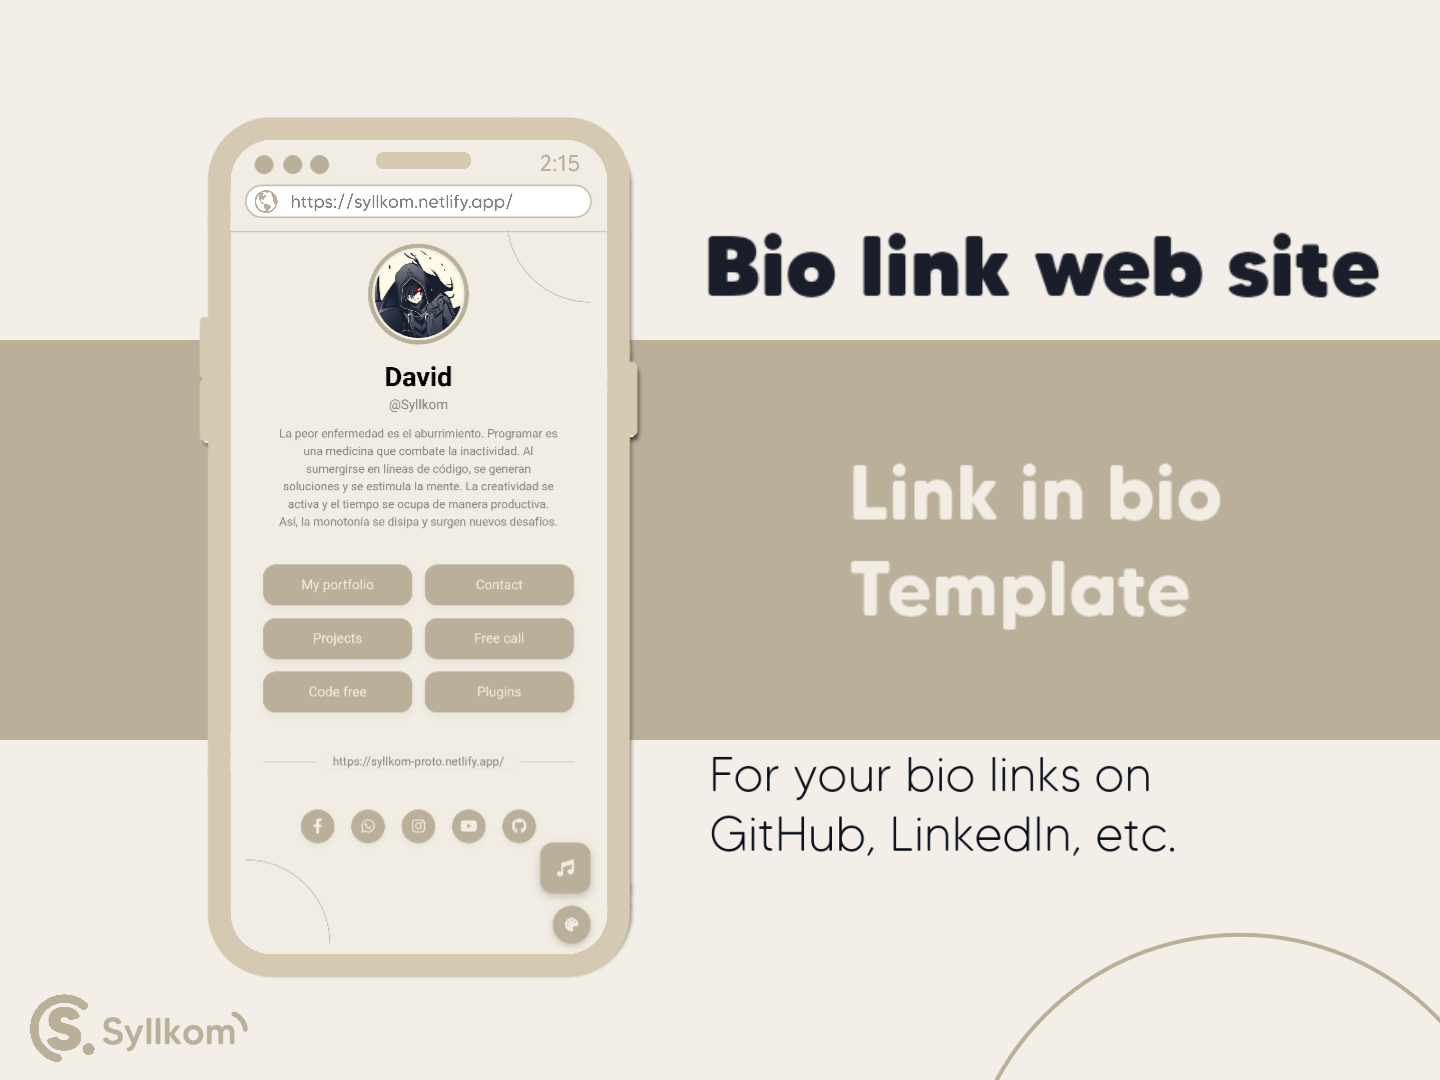 2:15
https://syllkom.netlify.app/
David
@Syllkom
La peor enfermedad es el aburrimiento. Programar es
una medicina que combate la inactividad. Al
sumergirse en líneas de código, se generan
soluciones y se estimula la mente. La creatividad se
activa y el tiempo se ocupa de manera productiva.
Así, la monotonía se disipa y surgen nuevos desafíos.
My portfolio
Contact
Projects
Free call
Code free
Plugins
https://syllkom-proto.netlify.app/
Bio link web site
Link in bio
Template
For your bio links on
GitHub, LinkedIn, etc.
S.
Syllkom